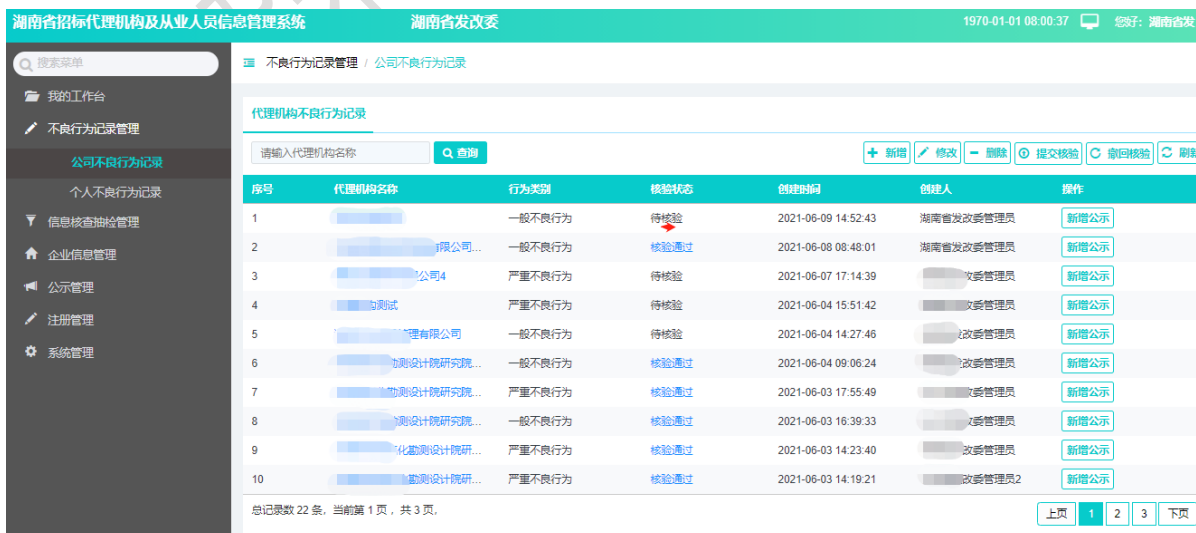 湖南省招标代理机构及从业人员信息管理系统 湖南省发改委 1970-01-01 08:00:37 您好：湖南省发
搜索菜单
不良行为记录管理 / 公司不良行为记录
我的工作台
不良行为记录管理
公司不良行为记录
个人不良行为记录
信息核查抽检管理
企业信息管理
公示管理
注册管理
系统管理
代理机构不良行为记录
请输入代理机构名称 查询 新增 修改 删除 提交核验 撤回核验 刷新
序号 代理机构名称 行为类别 核验状态 创建时间 创建人 操作
1 一般不良行为 待核验 2021-06-09 14:52:43 湖南省发改委管理员 新增公示
2 有限公司... 一般不良行为 核验通过 2021-06-08 08:48:01 湖南省发改委管理员 新增公示
3 公司4 严重不良行为 待核验 2021-06-07 17:14:39 改委管理员 新增公示
4 测试 严重不良行为 待核验 2021-06-04 15:51:42 改委管理员 新增公示
5 理有限公司 一般不良行为 待核验 2021-06-04 14:27:46 改委管理员 新增公示
6 勘测设计院研究院... 一般不良行为 核验通过 2021-06-04 09:06:24 改委管理员 新增公示
7 勘测设计院研究院... 严重不良行为 核验通过 2021-06-03 17:55:49 改委管理员 新增公示
8 测设计院研究院... 一般不良行为 核验通过 2021-06-03 16:39:33 改委管理员 新增公示
9 化勘测设计院研... 严重不良行为 核验通过 2021-06-03 14:23:40 改委管理员 新增公示
10 勘测设计院研... 严重不良行为 核验通过 2021-06-03 14:19:21 改委管理员2 新增公示
总记录数 22 条, 当前第 1 页 , 共 3 页, 上页 1 2 3 下页